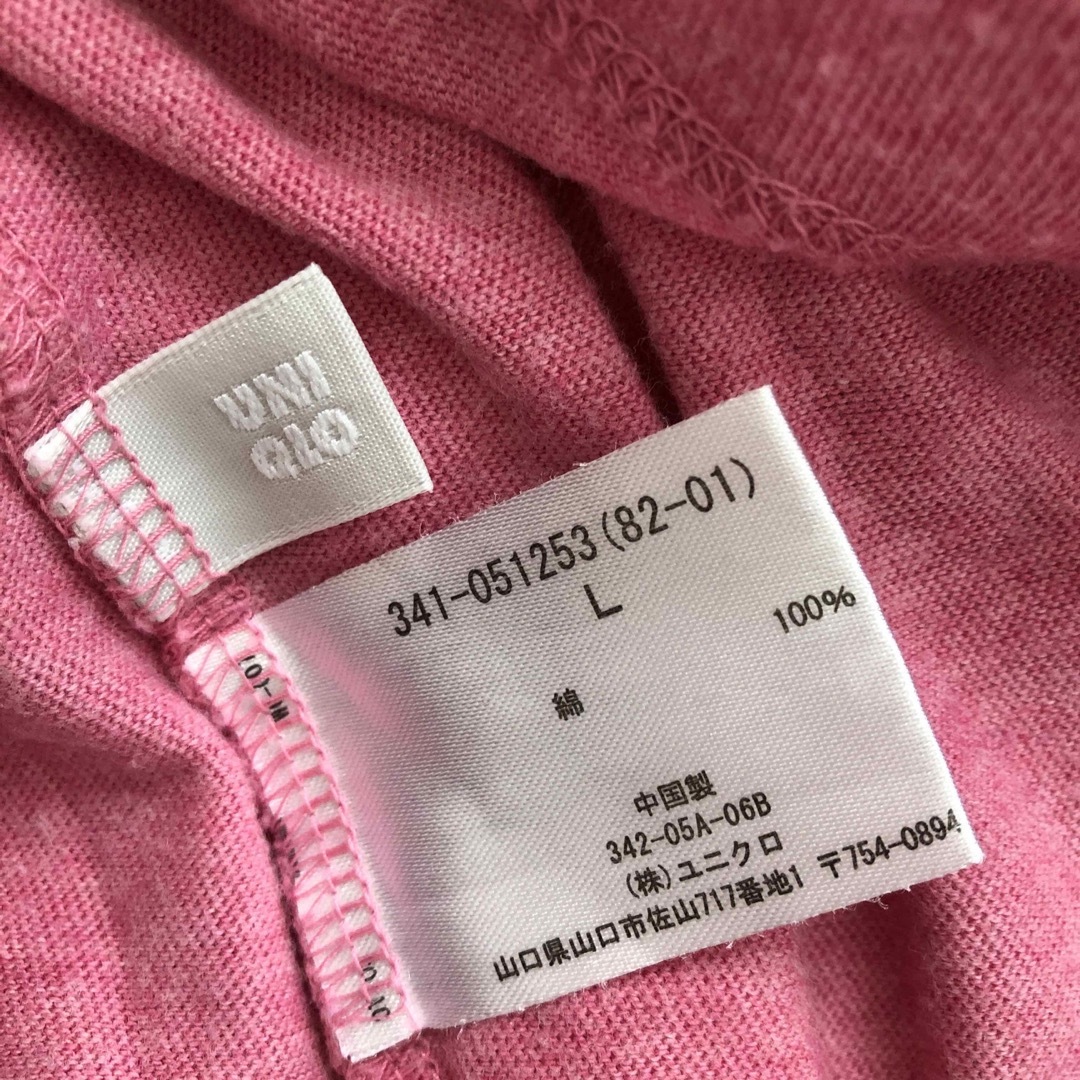 UNI
QLO
341-051253(82-01)
L
綿 100%
中国製
342-05A-06B
(株)ユニクロ
山口県山口市佐山717番地1 〒754-0894